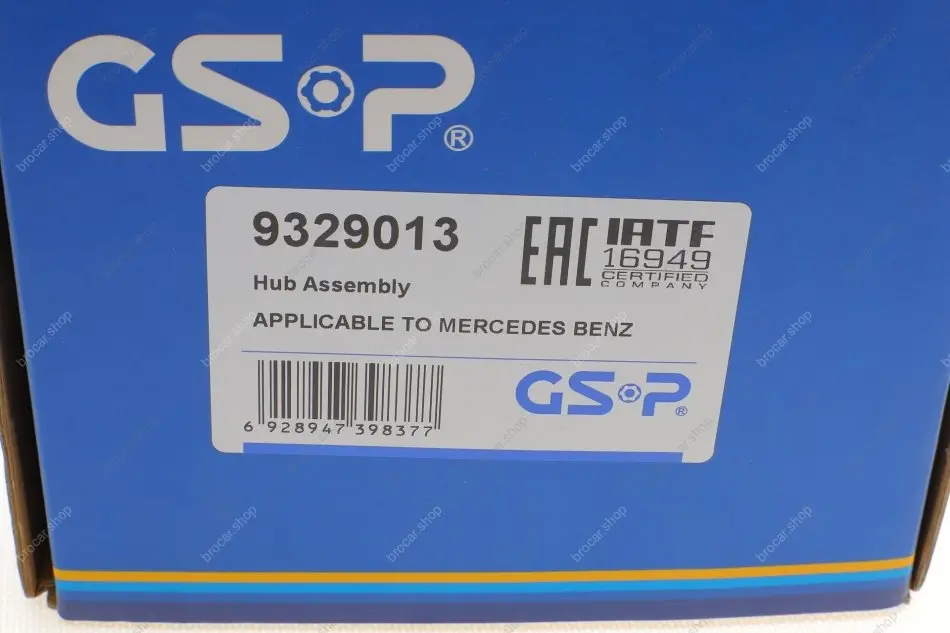 GSP®
9329013
EAC
IATF
16949
CERTIFIED
COMPANY
Hub Assembly
APPLICABLE TO MERCEDES BENZ
6 928947 398377
GSP®
brocar.shop